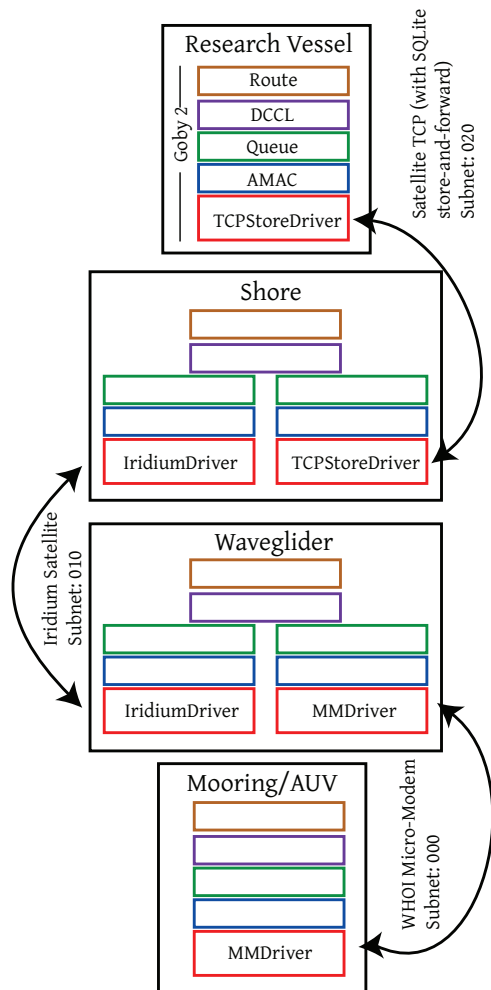 Research Vessel
Goby 2
Route
DCCL
Queue
AMAC
TCPStoreDriver
Satellite TCP (with SQLite
store-and-forward)
Subnet: 020
Shore
IridiumDriver
TCPStoreDriver
Iridium Satellite
Subnet: 010
Waveglider
IridiumDriver
MMDriver
WHOI Micro-Modem
Subnet: 000
Mooring/AUV
MMDriver